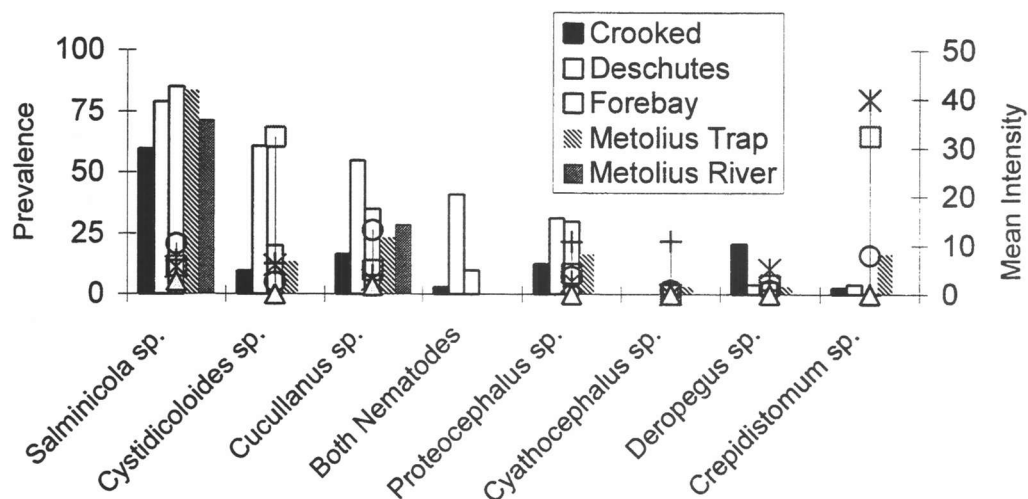 Crooked
Deschutes
Forebay
Metolius Trap
Metolius River
100
75
50
25
0
Prevalence
50
40
30
20
10
0
Mean Intensity
Salminicola sp.
Cystidicoloides sp.
Cucullanus sp.
Both Nematodes
Proteocephalus sp.
Cyathocephalus sp.
Deropegus sp.
Crepidistomum sp.